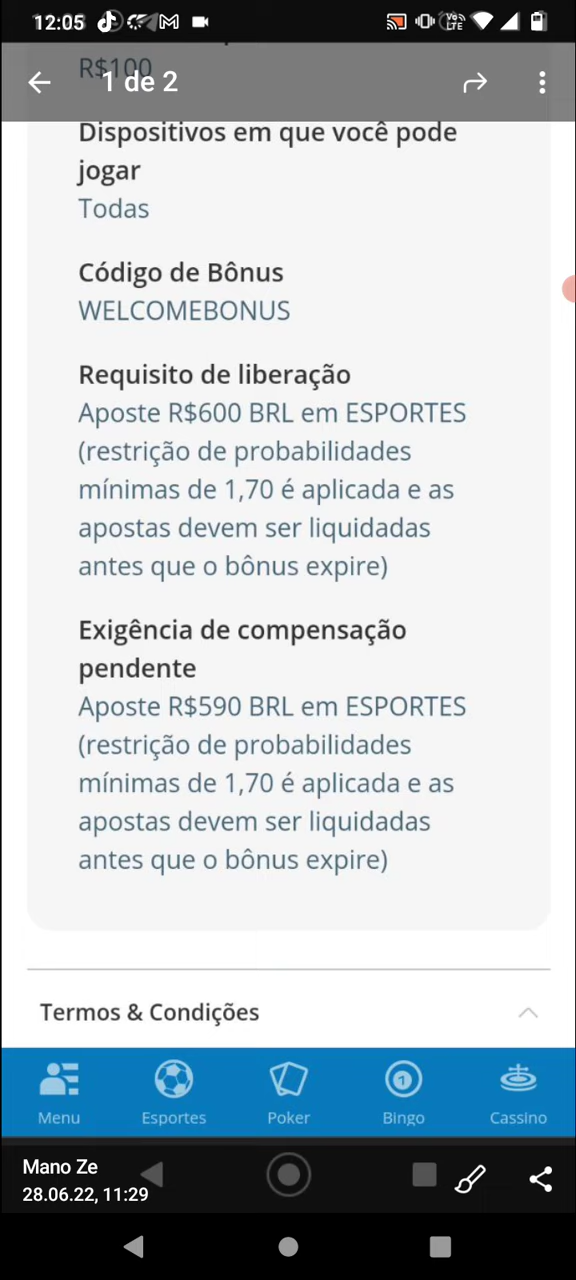 12:05
R$100
1 de 2
Dispositivos em que você pode
jogar
Todas
Código de Bônus
WELCOMEBONUS
Requisito de liberação
Aposte R$600 BRL em ESPORTES
(restrição de probabilidades
mínimas de 1,70 é aplicada e as
apostas devem ser liquidadas
antes que o bônus expire)
Exigência de compensação
pendente
Aposte R$590 BRL em ESPORTES
(restrição de probabilidades
mínimas de 1,70 é aplicada e as
apostas devem ser liquidadas
antes que o bônus expire)
Termos & Condições
Menu Esportes Poker Bingo Cassino
Mano Ze
28.06.22, 11:29